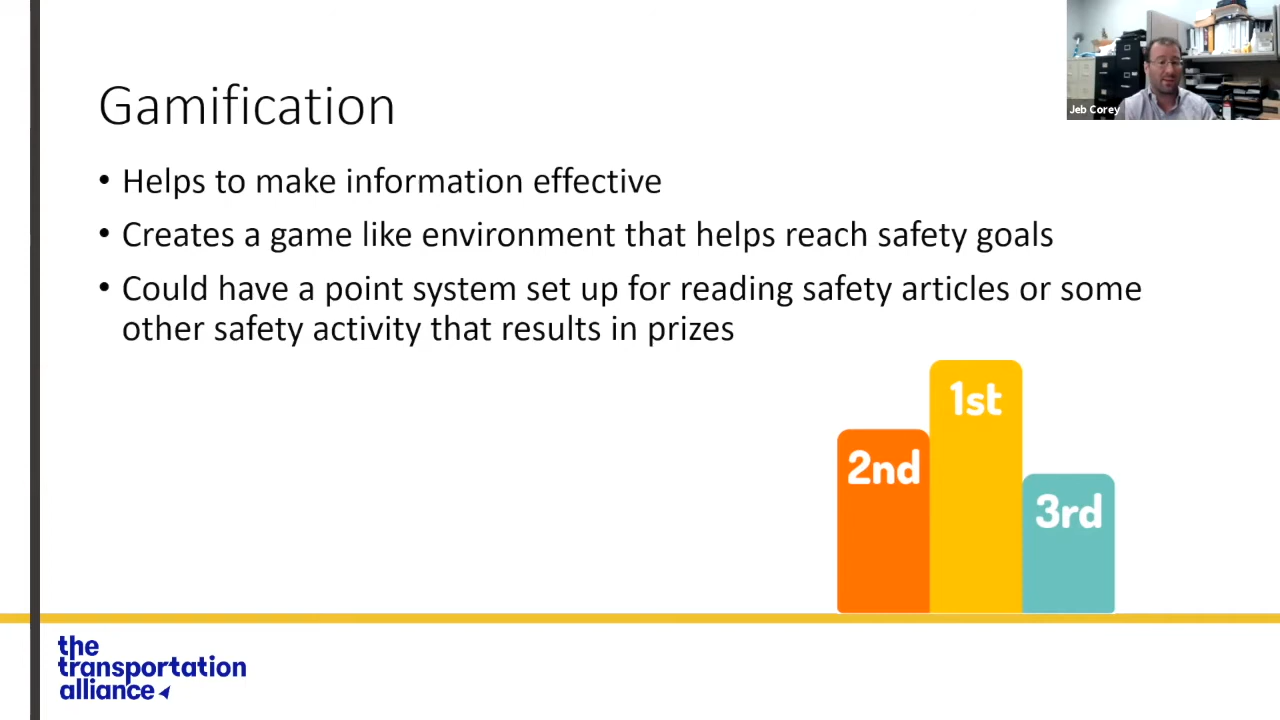 Gamification
Jeb Corey
• Helps to make information effective
• Creates a game like environment that helps reach safety goals
• Could have a point system set up for reading safety articles or some
other safety activity that results in prizes
1st
2nd
3rd
the
transportation
alliance